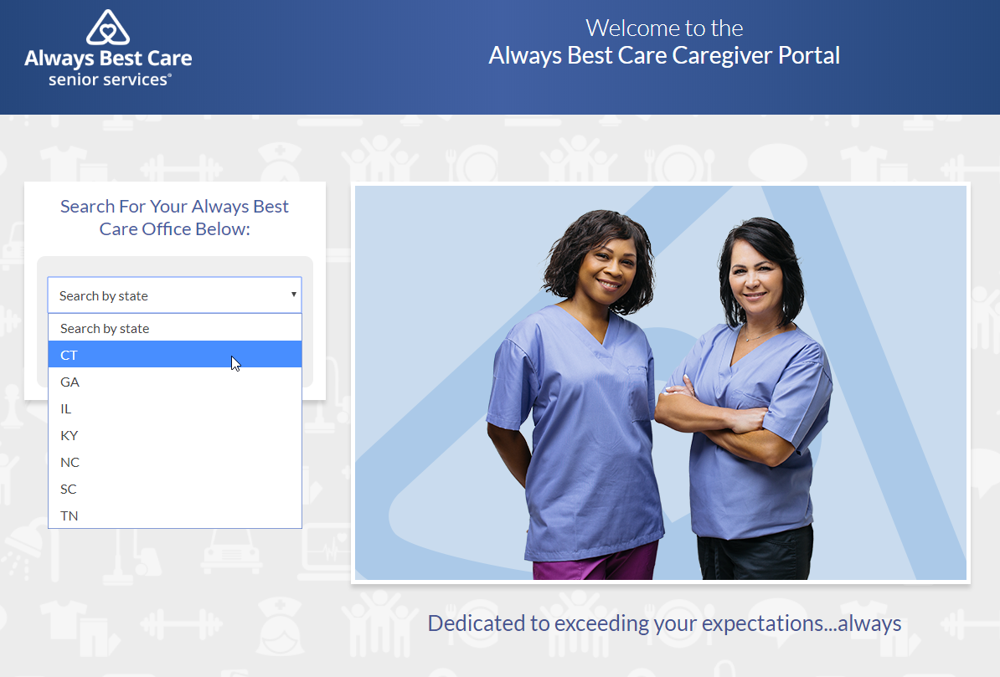 Always Best Care
senior services®
Welcome to the
Always Best Care Caregiver Portal
Search For Your Always Best
Care Office Below:
Search by state
Search by state
CT
GA
IL
KY
NC
SC
TN
Dedicated to exceeding your expectations...always